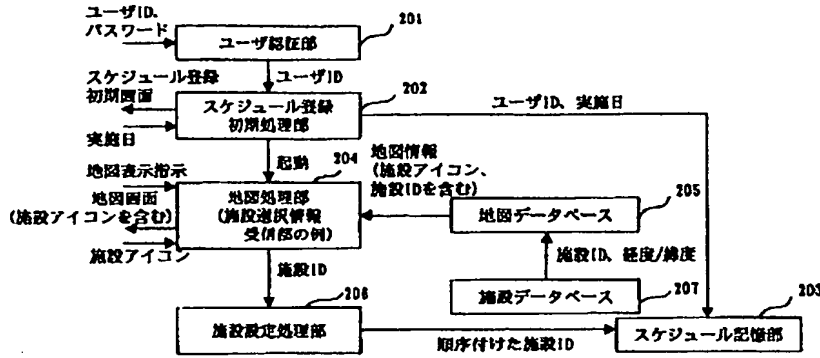 ユーザID、
パスワード
ユーザ認証部
201
ユーザID
スケジュール登録
初期画面
スケジュール登録
初期処理部
202
ユーザID、実施日
実施日
起動
地図表示指示
地図画面
(施設アイコンを含む)
施設アイコン
地図処理部
(施設選択情報
受信部の例)
204
地図情報
(施設アイコン、
施設IDを含む)
地図データベース
205
施設ID、経度/緯度
施設データベース
207
施設ID
施設設定処理部
206
順序付けた施設ID
スケジュール記憶部
203